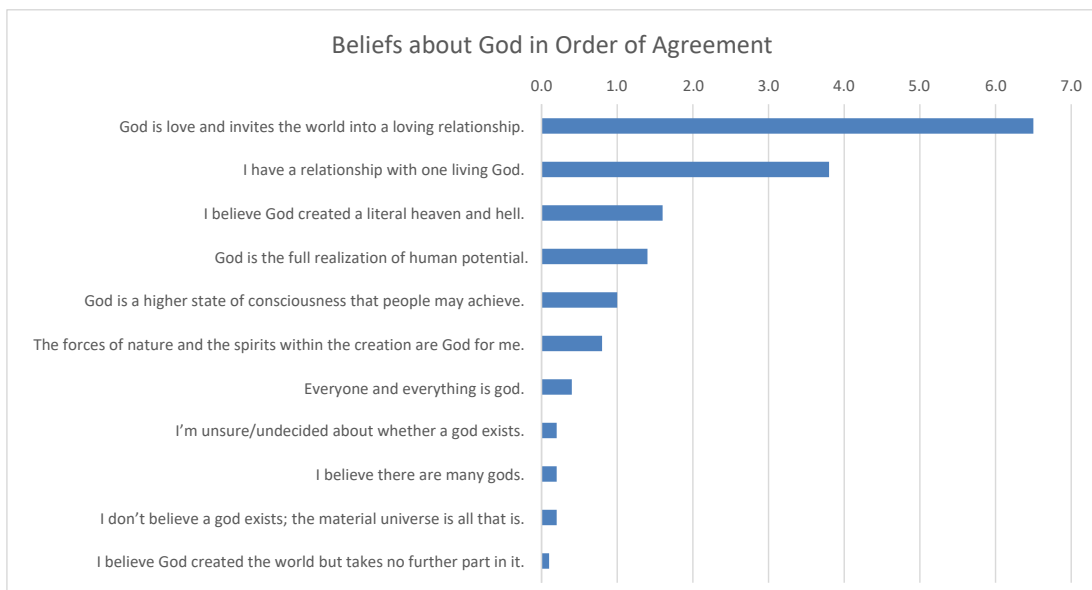 Beliefs about God in Order of Agreement
0.0 1.0 2.0 3.0 4.0 5.0 6.0 7.0
God is love and invites the world into a loving relationship.
I have a relationship with one living God.
I believe God created a literal heaven and hell.
God is the full realization of human potential.
God is a higher state of consciousness that people may achieve.
The forces of nature and the spirits within the creation are God for me.
Everyone and everything is god.
I’m unsure/undecided about whether a god exists.
I believe there are many gods.
I don’t believe a god exists; the material universe is all that is.
I believe God created the world but takes no further part in it.